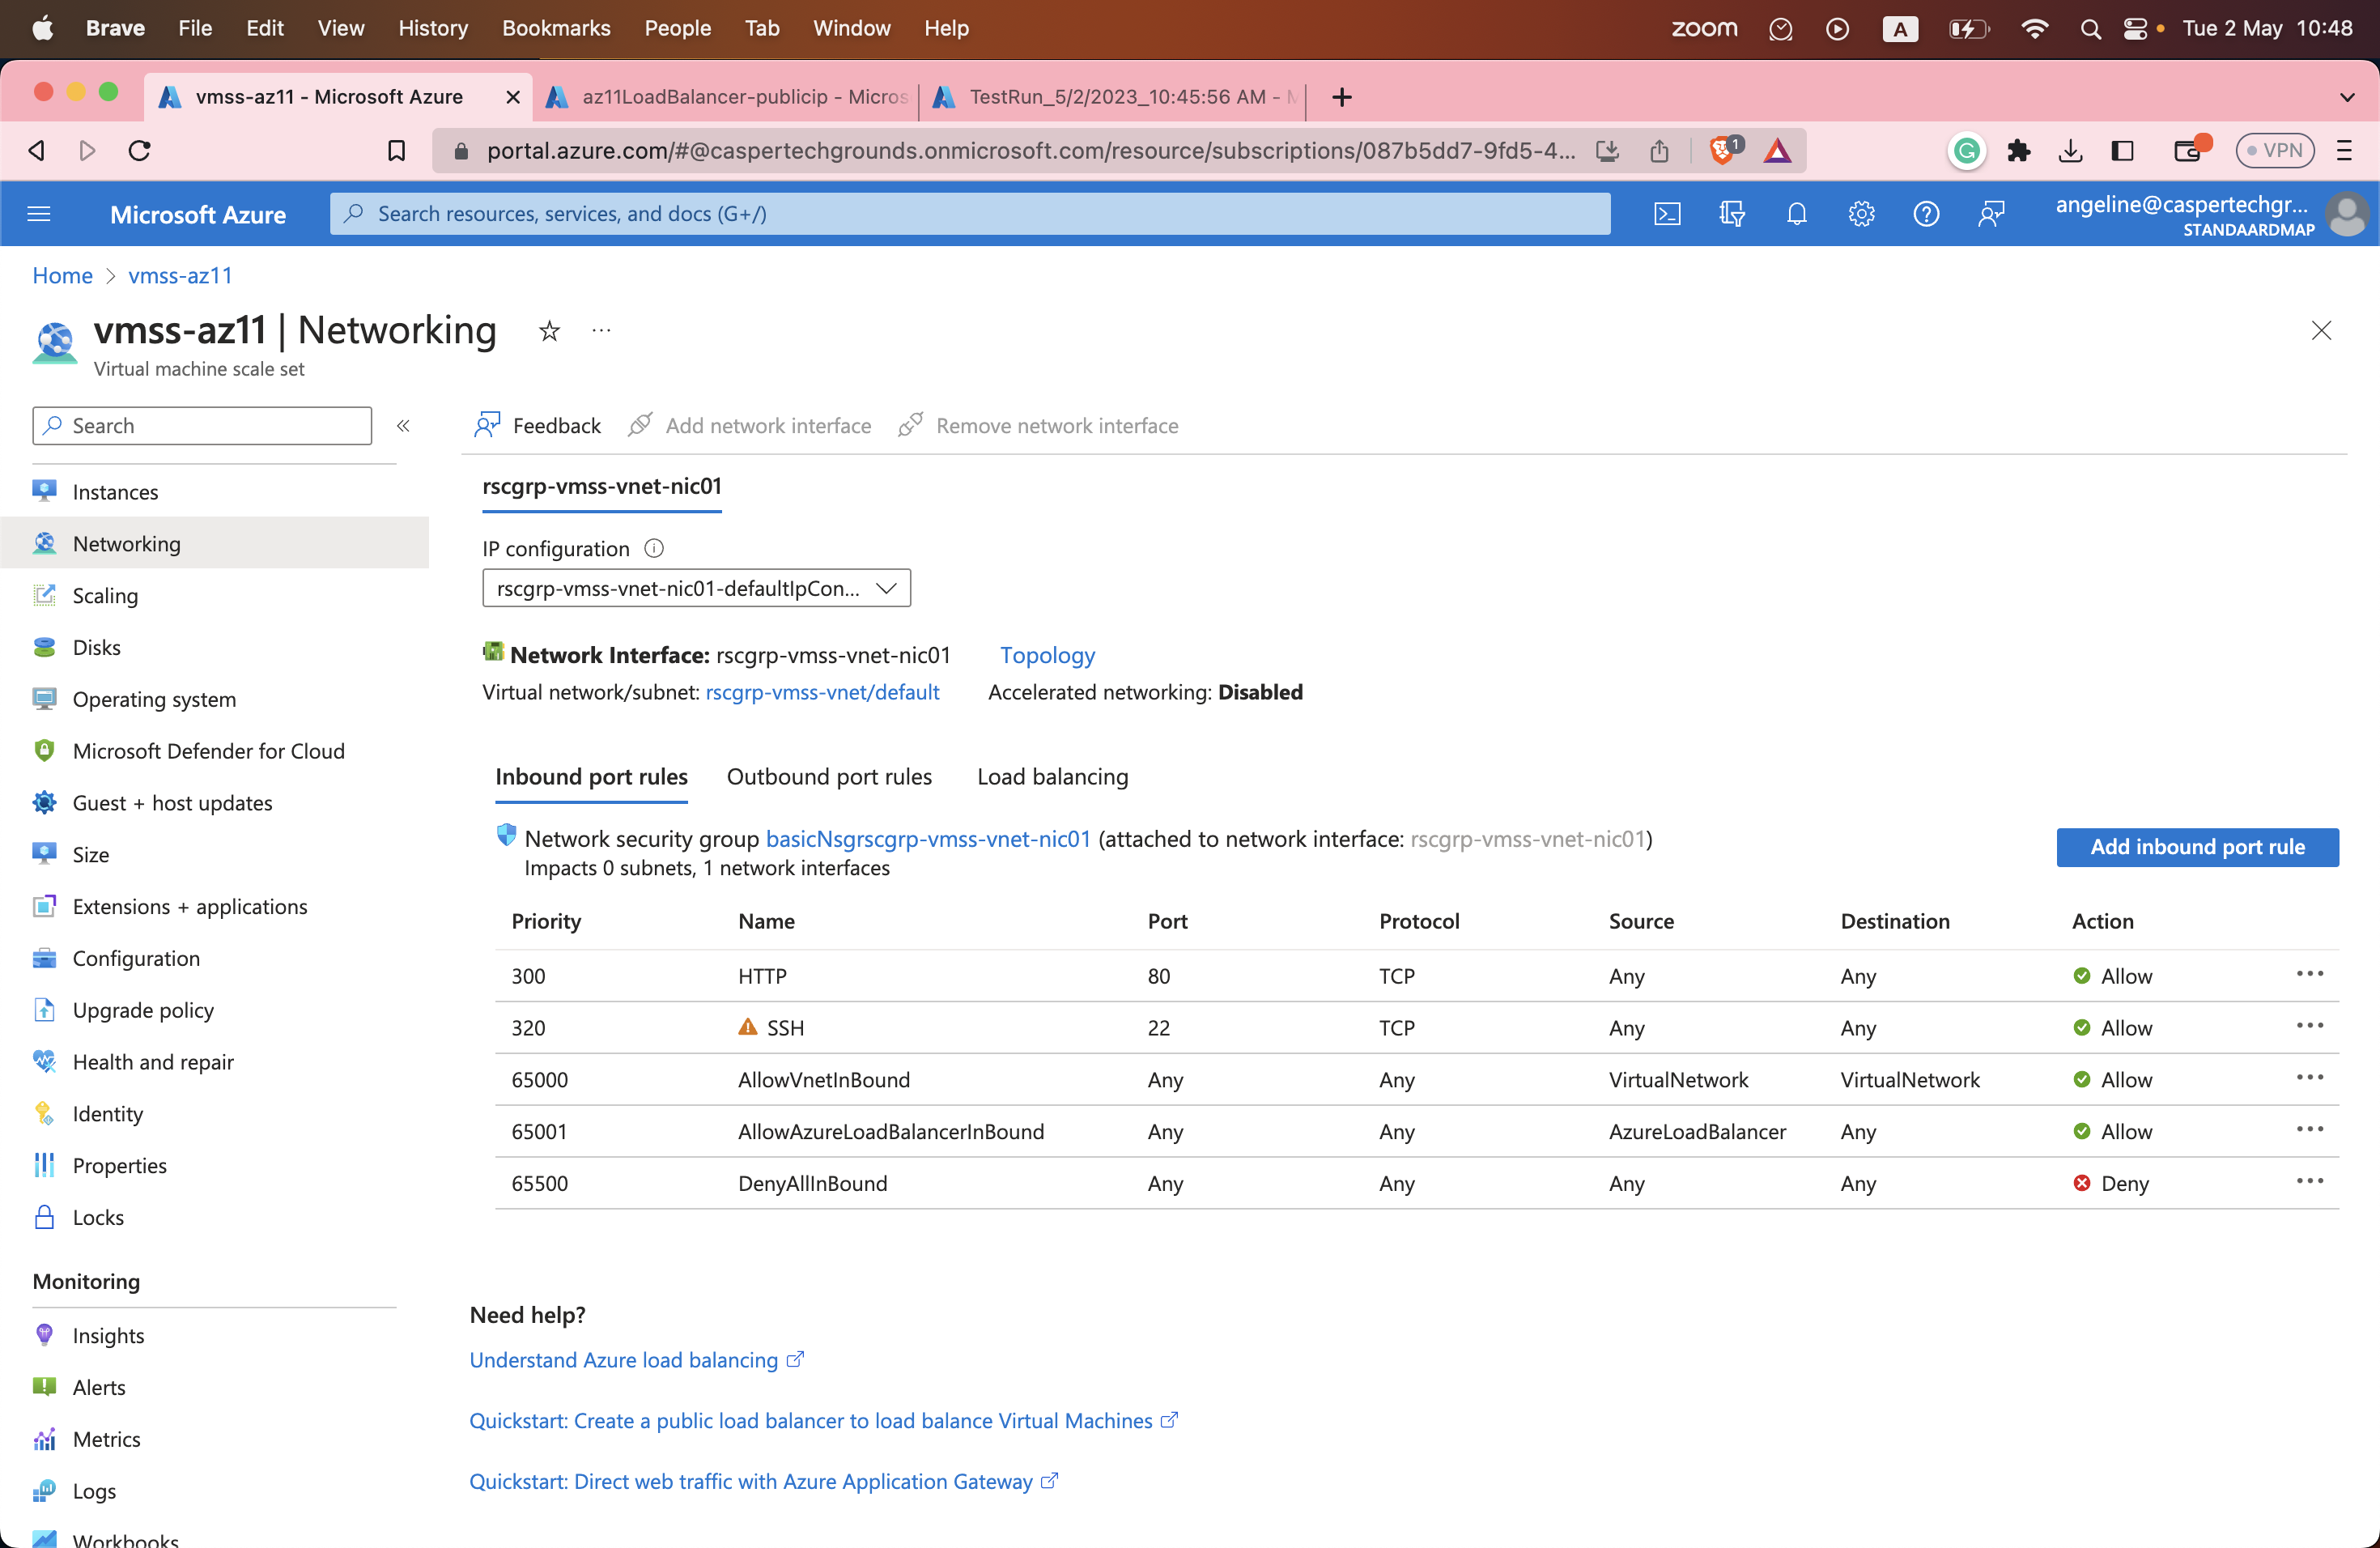 Brave File Edit View History Bookmarks People Tab Window Help zoom A Tue 2 May 10:48
vmss-az11 - Microsoft Azure az11LoadBalancer-publicip - Micros TestRun_5/2/2023_10:45:56 AM - M
portal.azure.com/#@caspertechgrounds.onmicrosoft.com/resource/subscriptions/087b5dd7-9fd5-4... 1 VPN
Microsoft Azure Search resources, services, and docs (G+/) angeline@caspertechgr...
STANDAARDMAP
Home > vmss-az11
vmss-az11 | Networking ...
Virtual machine scale set
Search «
Feedback Add network interface Remove network interface
Instances
Networking
Scaling
Disks
Operating system
Microsoft Defender for Cloud
Guest + host updates
Size
Extensions + applications
Configuration
Upgrade policy
Health and repair
Identity
Properties
Locks
Monitoring
Insights
Alerts
Metrics
Logs
Workbooks
rscgrp-vmss-vnet-nic01
IP configuration
rscgrp-vmss-vnet-nic01-defaultIpCon...
Network Interface: rscgrp-vmss-vnet-nic01 Topology
Virtual network/subnet: rscgrp-vmss-vnet/default Accelerated networking: Disabled
Inbound port rules Outbound port rules Load balancing
Network security group basicNsgrscgrp-vmss-vnet-nic01 (attached to network interface: rscgrp-vmss-vnet-nic01)
Impacts 0 subnets, 1 network interfaces
Add inbound port rule
Priority Name Port Protocol Source Destination Action
300 HTTP 80 TCP Any Any Allow ...
320 SSH 22 TCP Any Any Allow ...
65000 AllowVnetInBound Any Any VirtualNetwork VirtualNetwork Allow ...
65001 AllowAzureLoadBalancerInBound Any Any AzureLoadBalancer Any Allow ...
65500 DenyAllInBound Any Any Any Any Deny ...
Need help?
Understand Azure load balancing
Quickstart: Create a public load balancer to load balance Virtual Machines
Quickstart: Direct web traffic with Azure Application Gateway